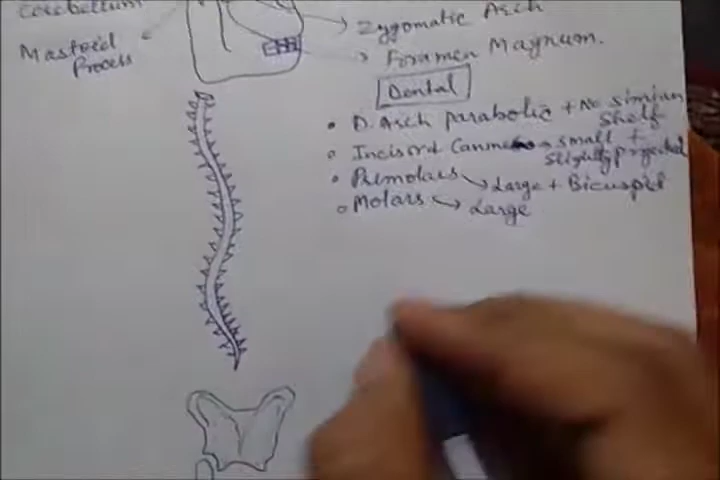 Cerebellum
Mastoid
Process
Zygomatic Arch
Foramen Magnum.
Dental
D. Arch parabolic + No simian
shelf
Incisor & Canine → small +
slightly projected
Premolars → Large + Bicuspid
Molars → Large